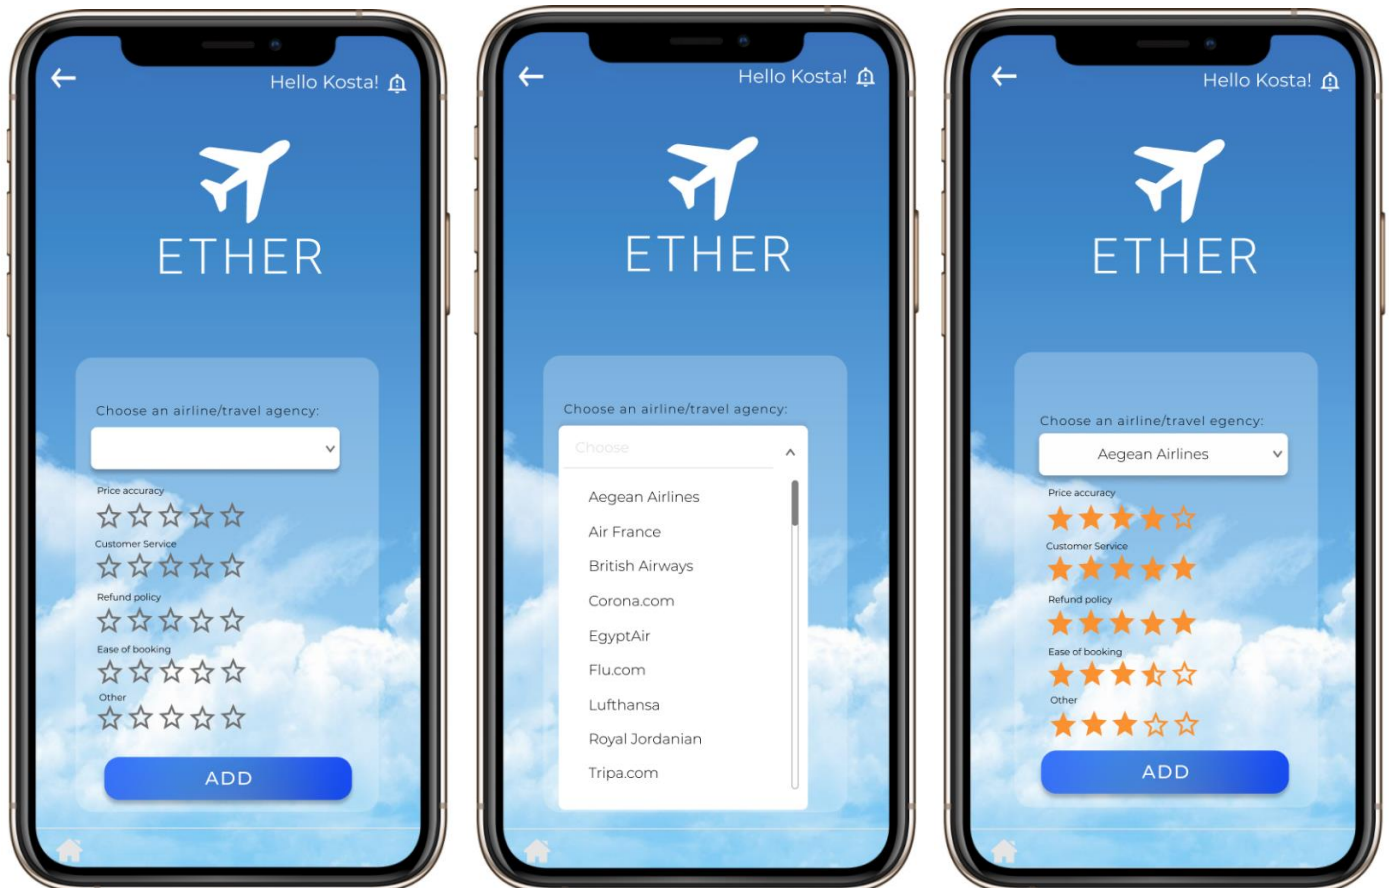 Hello Kosta!
ETHER
Choose an airline/travel agency:
Price accuracy
Customer Service
Refund policy
Ease of booking
Other
ADD
Hello Kosta!
ETHER
Choose an airline/travel agency:
Choose
Aegean Airlines
Air France
British Airways
Corona.com
EgyptAir
Flu.com
Lufthansa
Royal Jordanian
Tripa.com
Hello Kosta!
ETHER
Choose an airline/travel egency:
Aegean Airlines
Price accuracy
Customer Service
Refund policy
Ease of booking
Other
ADD